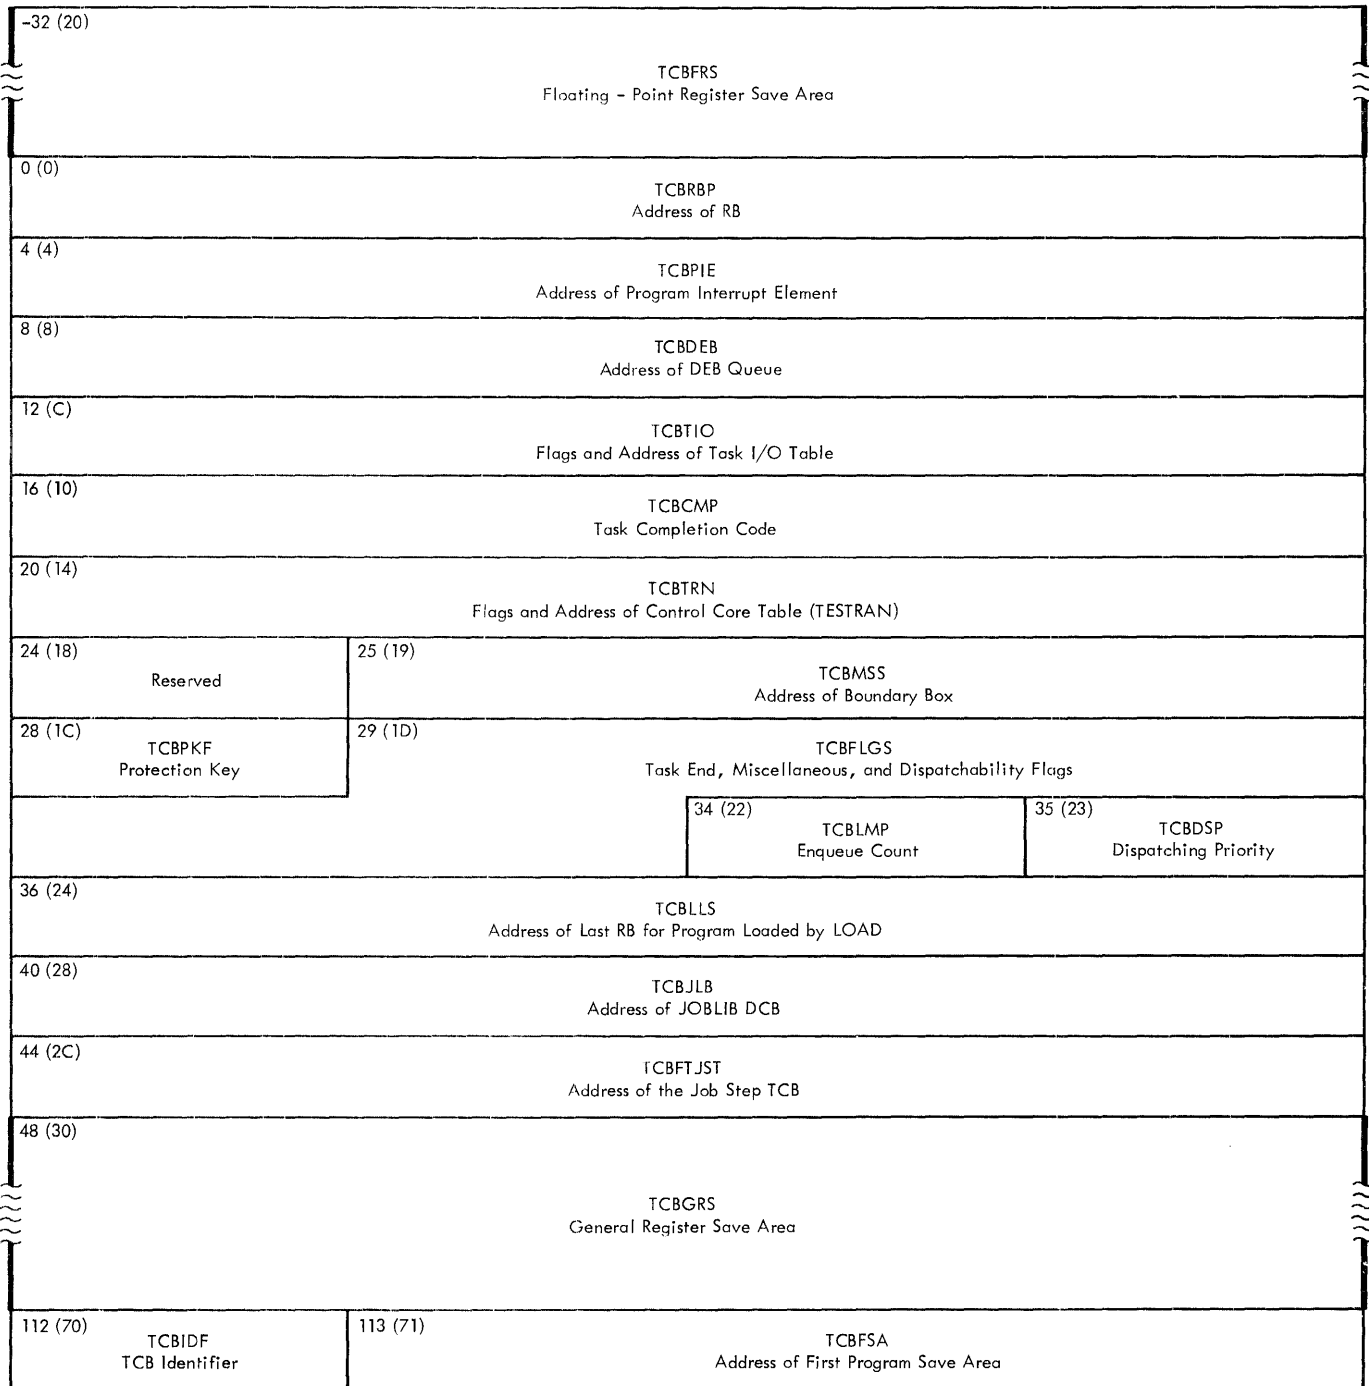 -32 (20)
TCBFRS
Floating - Point Register Save Area
0 (0)
TCBRBP
Address of RB
4 (4)
TCBPIE
Address of Program Interrupt Element
8 (8)
TCBDEB
Address of DEB Queue
12 (C)
TCBTIO
Flags and Address of Task I/O Table
16 (10)
TCBCMP
Task Completion Code
20 (14)
TCBTRN
Flags and Address of Control Core Table (TESTRAN)
24 (18)
Reserved
25 (19)
TCBMSS
Address of Boundary Box
28 (1C)
TCBPKF
Protection Key
29 (1D)
TCBFLGS
Task End, Miscellaneous, and Dispatchability Flags
34 (22)
TCBLMP
Enqueue Count
35 (23)
TCBDSP
Dispatching Priority
36 (24)
TCBLLS
Address of Last RB for Program Loaded by LOAD
40 (28)
TCBJLB
Address of JOBLIB DCB
44 (2C)
TCBFTJST
Address of the Job Step TCB
48 (30)
TCBGRS
General Register Save Area
112 (70)
TCBIDF
TCB Identifier
113 (71)
TCBFSA
Address of First Program Save Area